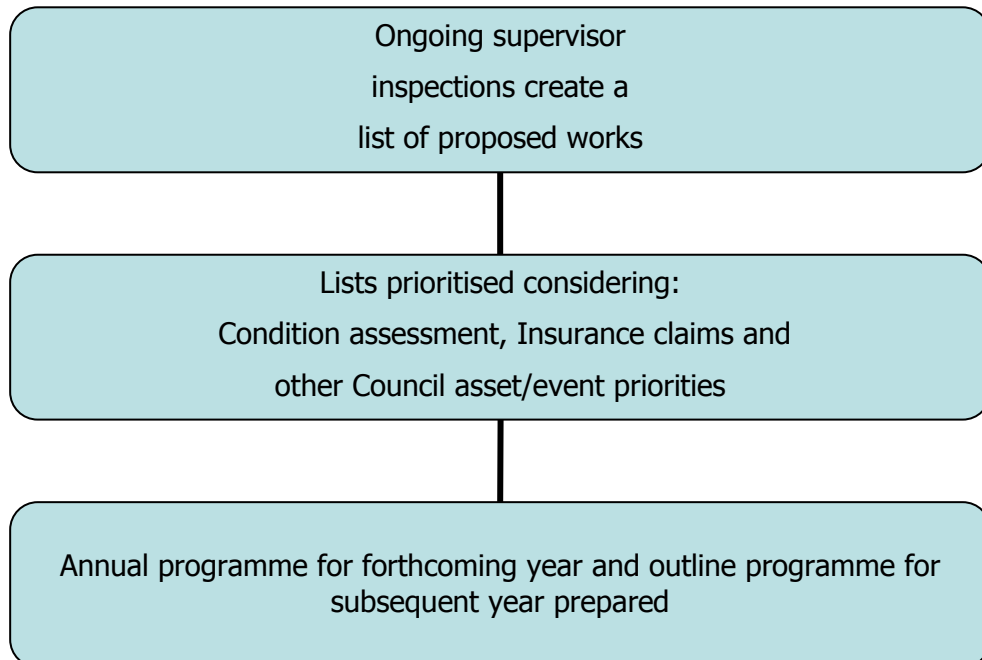 Ongoing supervisor
inspections create a
list of proposed works
Lists prioritised considering:
Condition assessment, Insurance claims and
other Council asset/event priorities
Annual programme for forthcoming year and outline programme for
subsequent year prepared